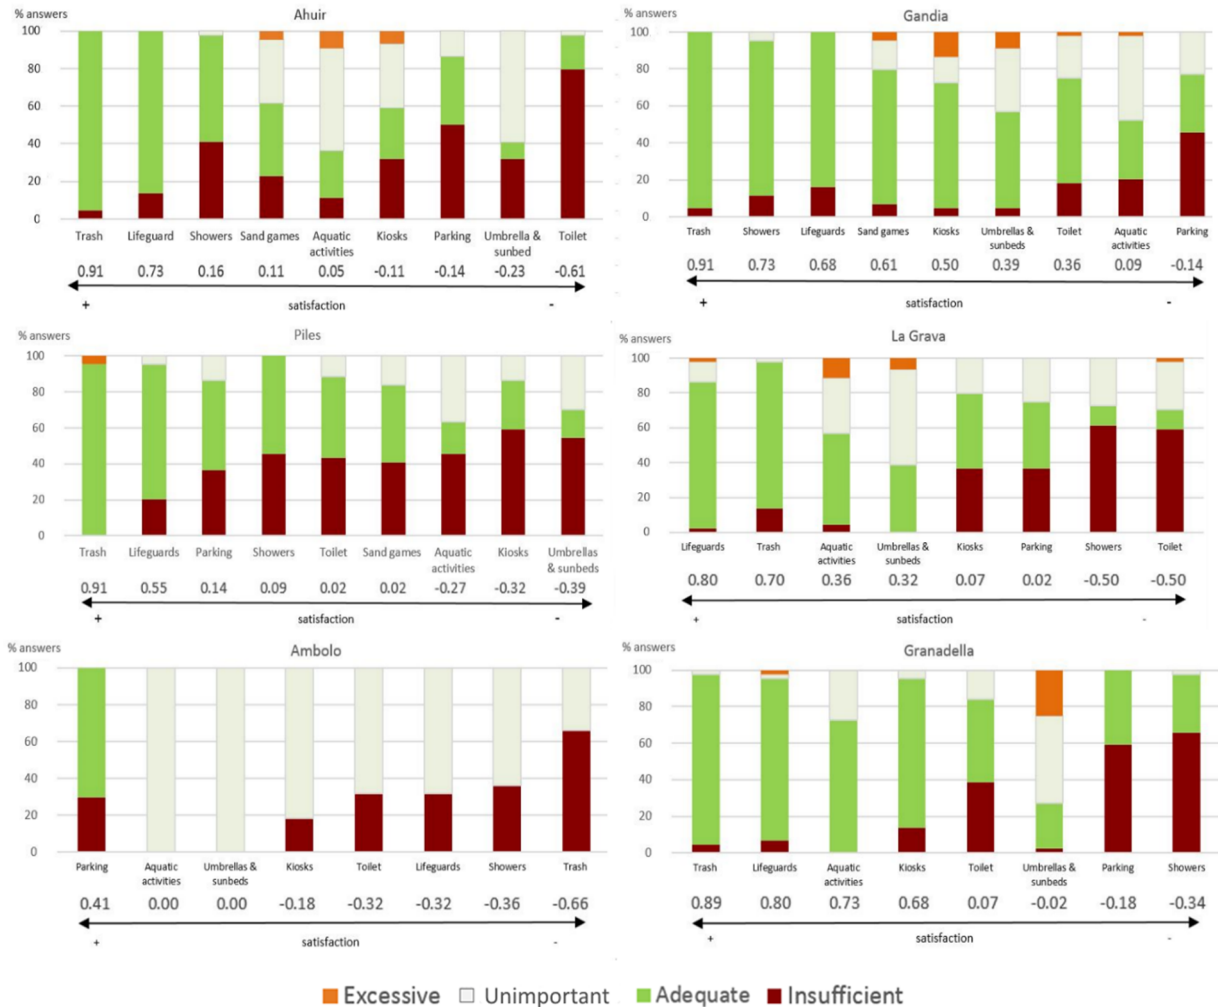 % answers
Ahuir
100
80
60
40
20
0
Trash Lifeguard Showers Sand games Aquatic activities Kiosks Parking Umbrella & sunbed Toilet
0.91 0.73 0.16 0.11 0.05 -0.11 -0.14 -0.23 -0.61
+ satisfaction -
% answers
Gandia
100
80
60
40
20
0
Trash Showers Lifeguards Sand games Kiosks Umbrellas & sunbeds Toilet Aquatic activities Parking
0.91 0.73 0.68 0.61 0.50 0.39 0.36 0.09 -0.14
+ satisfaction -
% answers
Piles
100
80
60
40
20
0
Trash Lifeguards Parking Showers Toilet Sand games Aquatic activities Kiosks Umbrellas & sunbeds
0.91 0.55 0.14 0.09 0.02 0.02 -0.27 -0.32 -0.39
+ satisfaction -
% answers
La Grava
100
80
60
40
20
0
Lifeguards Trash Aquatic activities Umbrellas & sunbeds Kiosks Parking Showers Toilet
0.80 0.70 0.36 0.32 0.07 0.02 -0.50 -0.50
+ satisfaction -
% answers
Ambolo
100
80
60
40
20
0
Parking Aquatic activities Umbrellas & sunbeds Kiosks Toilet Lifeguards Showers Trash
0.41 0.00 0.00 -0.18 -0.32 -0.32 -0.36 -0.66
+ satisfaction -
% answers
Granadella
100
80
60
40
20
0
Trash Lifeguards Aquatic activities Kiosks Toilet Umbrellas & sunbeds Parking Showers
0.89 0.80 0.73 0.68 0.07 -0.02 -0.18 -0.34
+ satisfaction -
Excessive Unimportant Adequate Insufficient